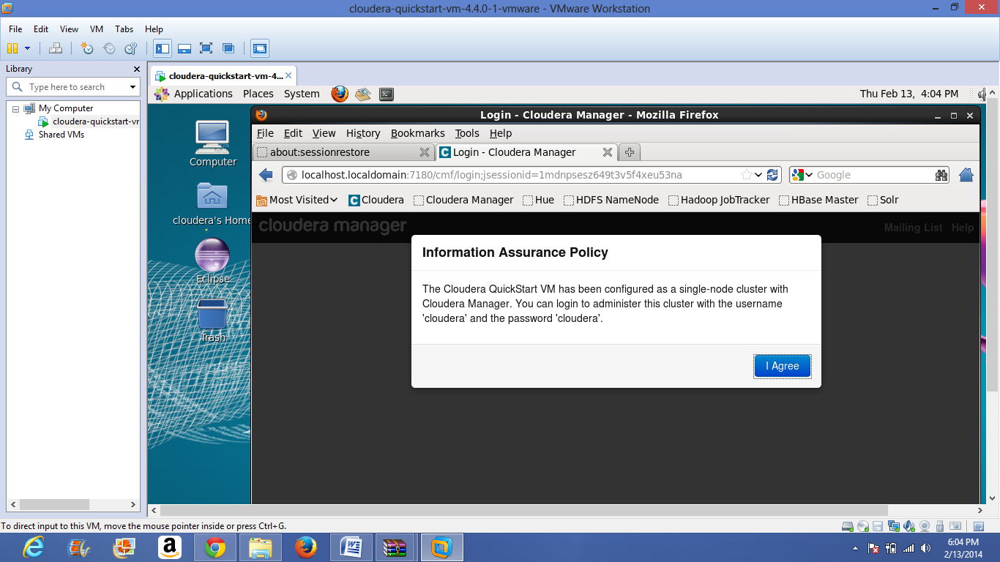 cloudera-quickstart-vm-4.4.0-1-vmware - VMware Workstation
File Edit View VM Tabs Help
Library
Type here to search
My Computer
cloudera-quickstart-vr
Shared VMs
cloudera-quickstart-vm-4...
Applications Places System
Thu Feb 13, 4:04 PM
Login - Cloudera Manager - Mozilla Firefox
File Edit View History Bookmarks Tools Help
about:sessionrestore
Login - Cloudera Manager
localhost.localdomain:7180/cmf/login;jsessionid=1mdnpsesz649t3v5f4xeu53na
Google
Most Visited Cloudera Cloudera Manager Hue HDFS NameNode Hadoop JobTracker HBase Master Solr
Computer
cloudera's Home
Eclipse
Trash
cloudera manager
Mailing List Help
Information Assurance Policy
The Cloudera QuickStart VM has been configured as a single-node cluster with
Cloudera Manager. You can login to administer this cluster with the username
'cloudera' and the password 'cloudera'.
I Agree
To direct input to this VM, move the mouse pointer inside or press Ctrl+G.
6:04 PM
2/13/2014